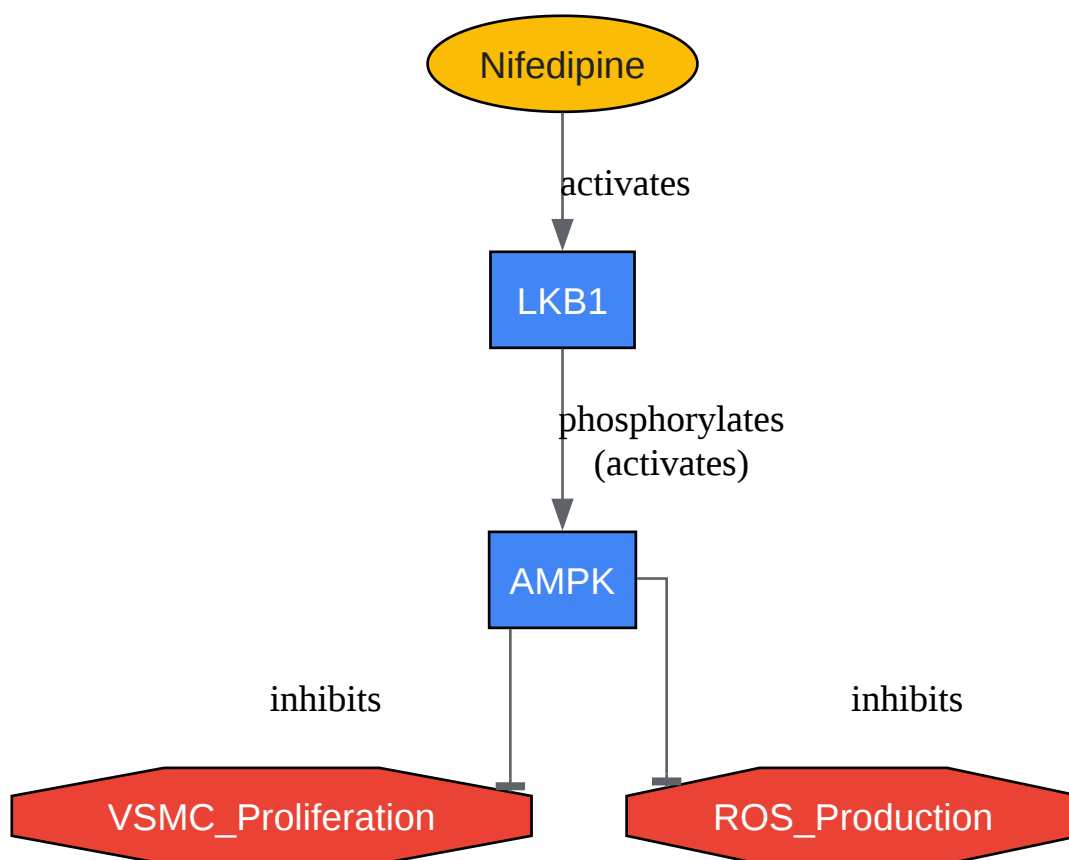 Nifedipine
activates
LKB1
phosphorylates
(activates)
AMPK
inhibits
inhibits
VSMC_Proliferation
ROS_Production